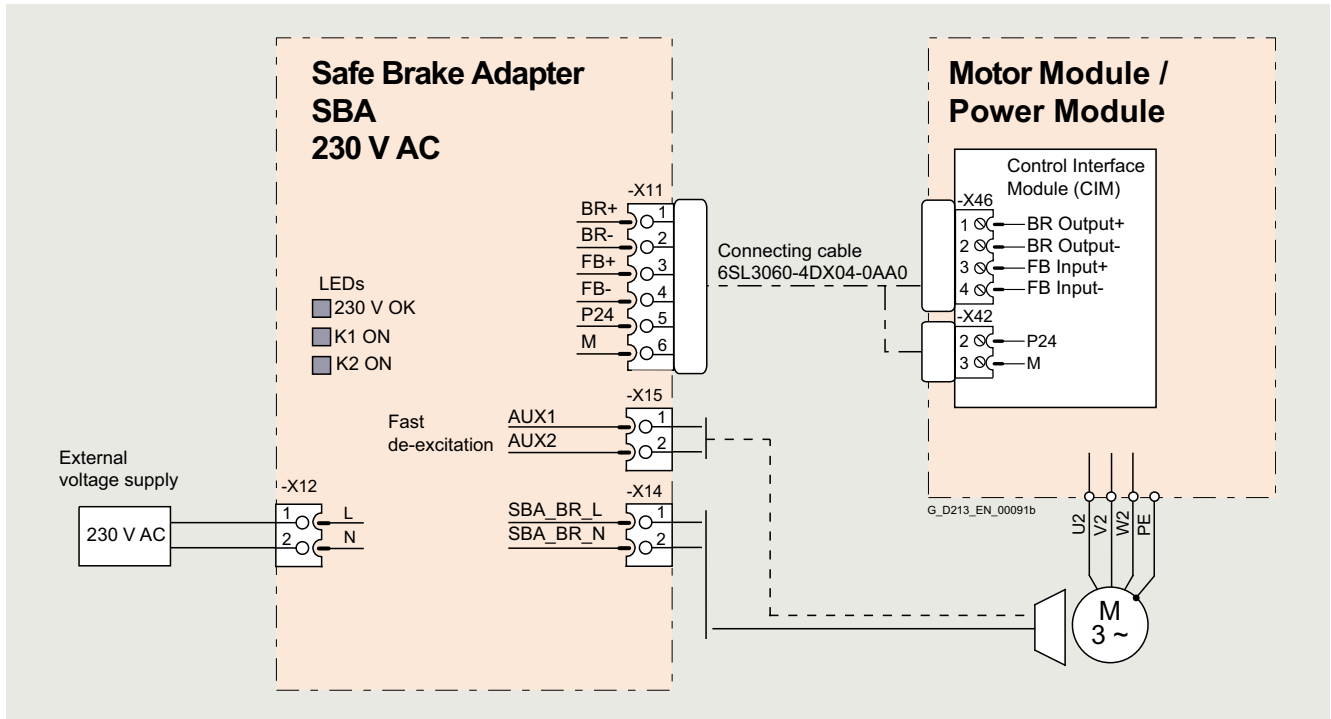 Safe Brake Adapter
SBA
230 V AC
LEDs
230 V OK
K1 ON
K2 ON
-X11
BR+ 1
BR- 2
FB+ 3
FB- 4
P24 5
M 6
Connecting cable
6SL3060-4DX04-0AA0
Motor Module /
Power Module
Control Interface
Module (CIM)
-X46
1 BR Output+
2 BR Output-
3 FB Input+
4 FB Input-
-X42
2 P24
3 M
-X15
Fast
de-excitation
AUX1 1
AUX2 2
External
voltage supply
230 V AC
-X12
1 L
2 N
-X14
SBA_BR_L 1
SBA_BR_N 2
G_D213_EN_00091b
U2
V2
W2
PE
M
3 ~